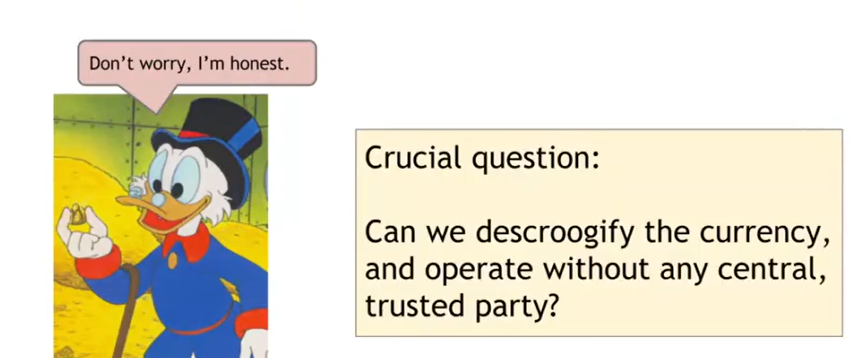 Don't worry, I'm honest.
Crucial question:
Can we descroogify the currency,
and operate without any central,
trusted party?